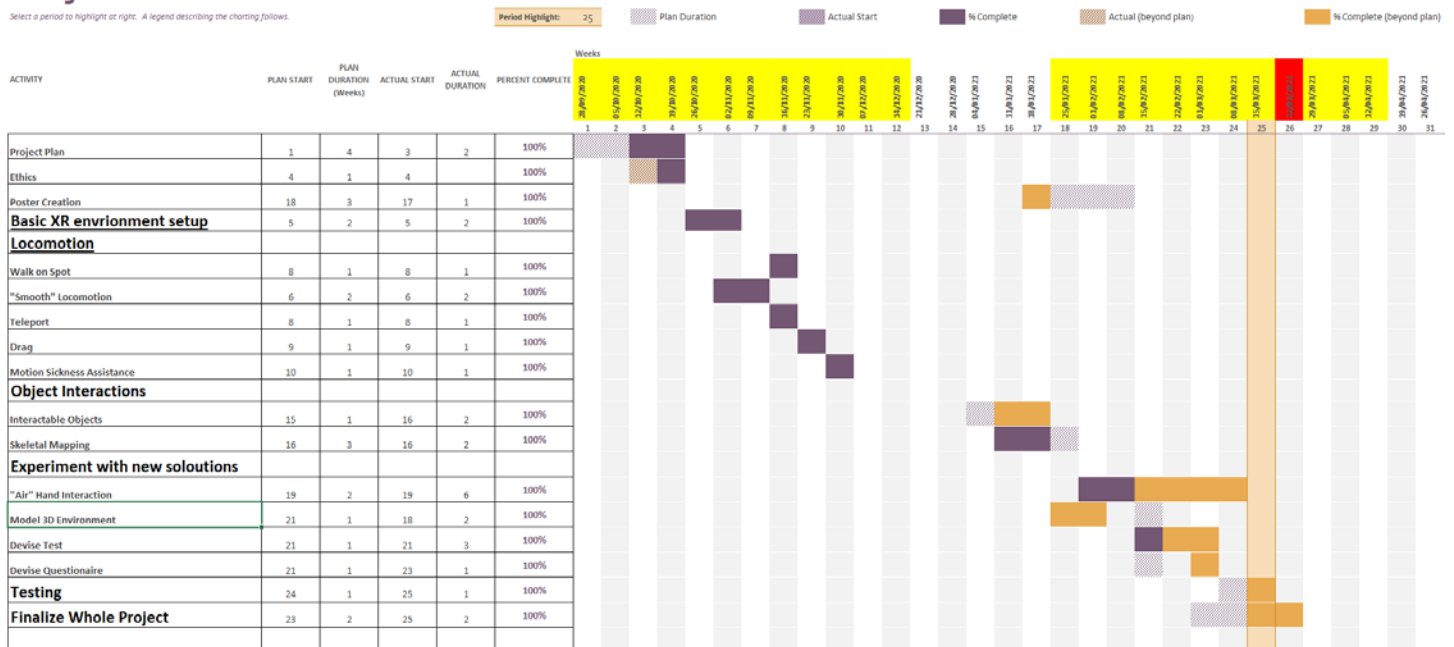 Select a period to highlight at right. A legend describing the charting follows.
Period Highlight: 25 Plan Duration Actual Start % Complete Actual (beyond plan) % Complete (beyond plan)
Weeks
ACTIVITY PLAN START PLAN DURATION (Weeks) ACTUAL START ACTUAL DURATION PERCENT COMPLETE
28/09/2020 05/10/2020 12/10/2020 19/10/2020 26/10/2020 02/11/2020 09/11/2020 16/11/2020 23/11/2020 30/11/2020 07/12/2020 14/12/2020 21/12/2020 28/12/2020 04/01/2021 11/01/2021 18/01/2021 25/01/2021 01/02/2021 08/02/2021 15/02/2021 22/02/2021 01/03/2021 08/03/2021 15/03/2021 29/03/2021 05/04/2021 12/04/2021 19/04/2021 26/04/2021
1 2 3 4 5 6 7 8 9 10 11 12 13 14 15 16 17 18 19 20 21 22 23 24 25 26 27 28 29 30 31
Project Plan 1 4 3 2 100%
Ethics 4 1 4 100%
Poster Creation 18 3 17 1 100%
Basic XR envrionment setup 5 2 5 2 100%
Locomotion
Walk on Spot 8 1 8 1 100%
"Smooth" Locomotion 6 2 6 2 100%
Teleport 8 1 8 1 100%
Drag 9 1 9 1 100%
Motion Sickness Assistance 10 1 10 1 100%
Object Interactions
Interactable Objects 15 1 16 2 100%
Skeletal Mapping 16 3 16 2 100%
Experiment with new soloutions
"Air" Hand Interaction 19 2 19 6 100%
Model 3D Environment 21 1 18 2 100%
Devise Test 21 1 21 3 100%
Devise Questionaire 21 1 23 1 100%
Testing 24 1 25 1 100%
Finalize Whole Project 23 2 25 2 100%